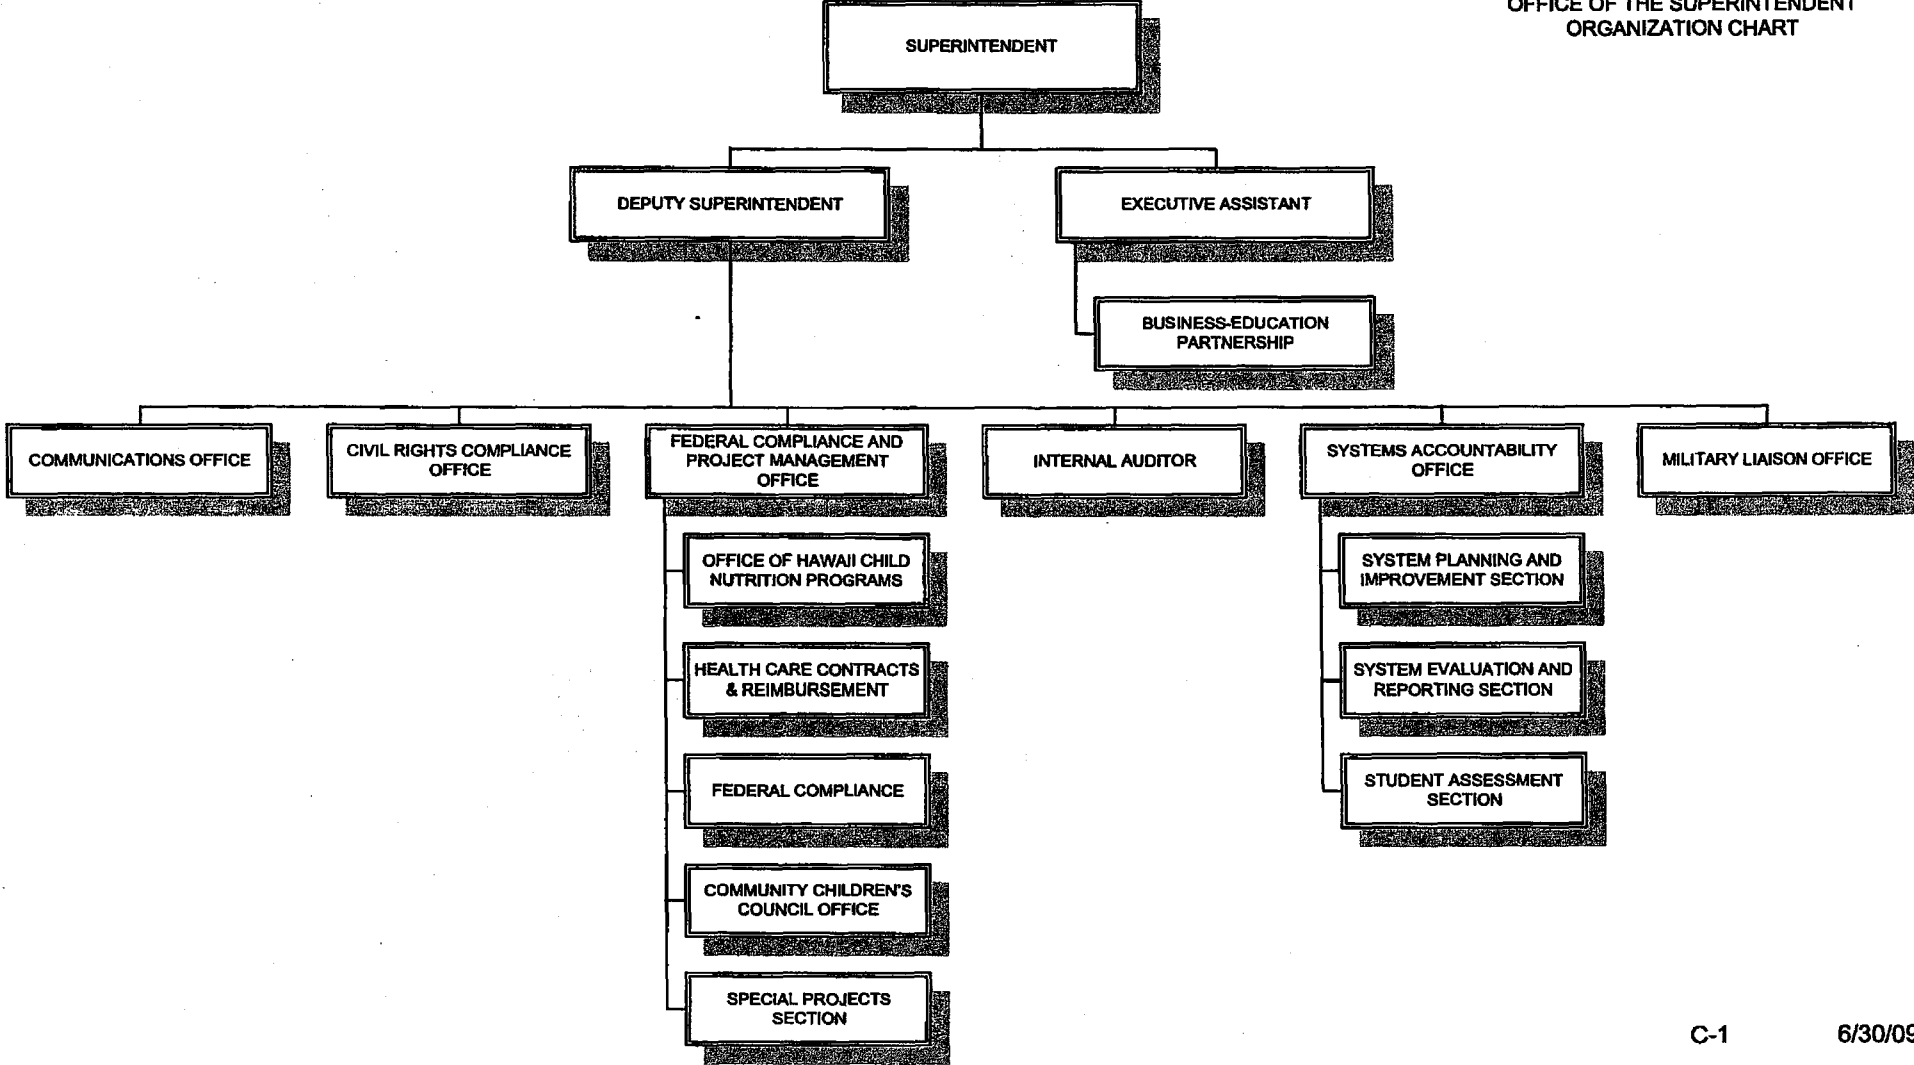 OFFICE OF THE SUPERINTENDENT
ORGANIZATION CHART
SUPERINTENDENT
DEPUTY SUPERINTENDENT
EXECUTIVE ASSISTANT
BUSINESS-EDUCATION
PARTNERSHIP
COMMUNICATIONS OFFICE
CIVIL RIGHTS COMPLIANCE
OFFICE
FEDERAL COMPLIANCE AND
PROJECT MANAGEMENT
OFFICE
INTERNAL AUDITOR
SYSTEMS ACCOUNTABILITY
OFFICE
MILITARY LIAISON OFFICE
OFFICE OF HAWAII CHILD
NUTRITION PROGRAMS
HEALTH CARE CONTRACTS
& REIMBURSEMENT
FEDERAL COMPLIANCE
COMMUNITY CHILDREN'S
COUNCIL OFFICE
SPECIAL PROJECTS
SECTION
SYSTEM PLANNING AND
IMPROVEMENT SECTION
SYSTEM EVALUATION AND
REPORTING SECTION
STUDENT ASSESSMENT
SECTION
C-1
6/30/09